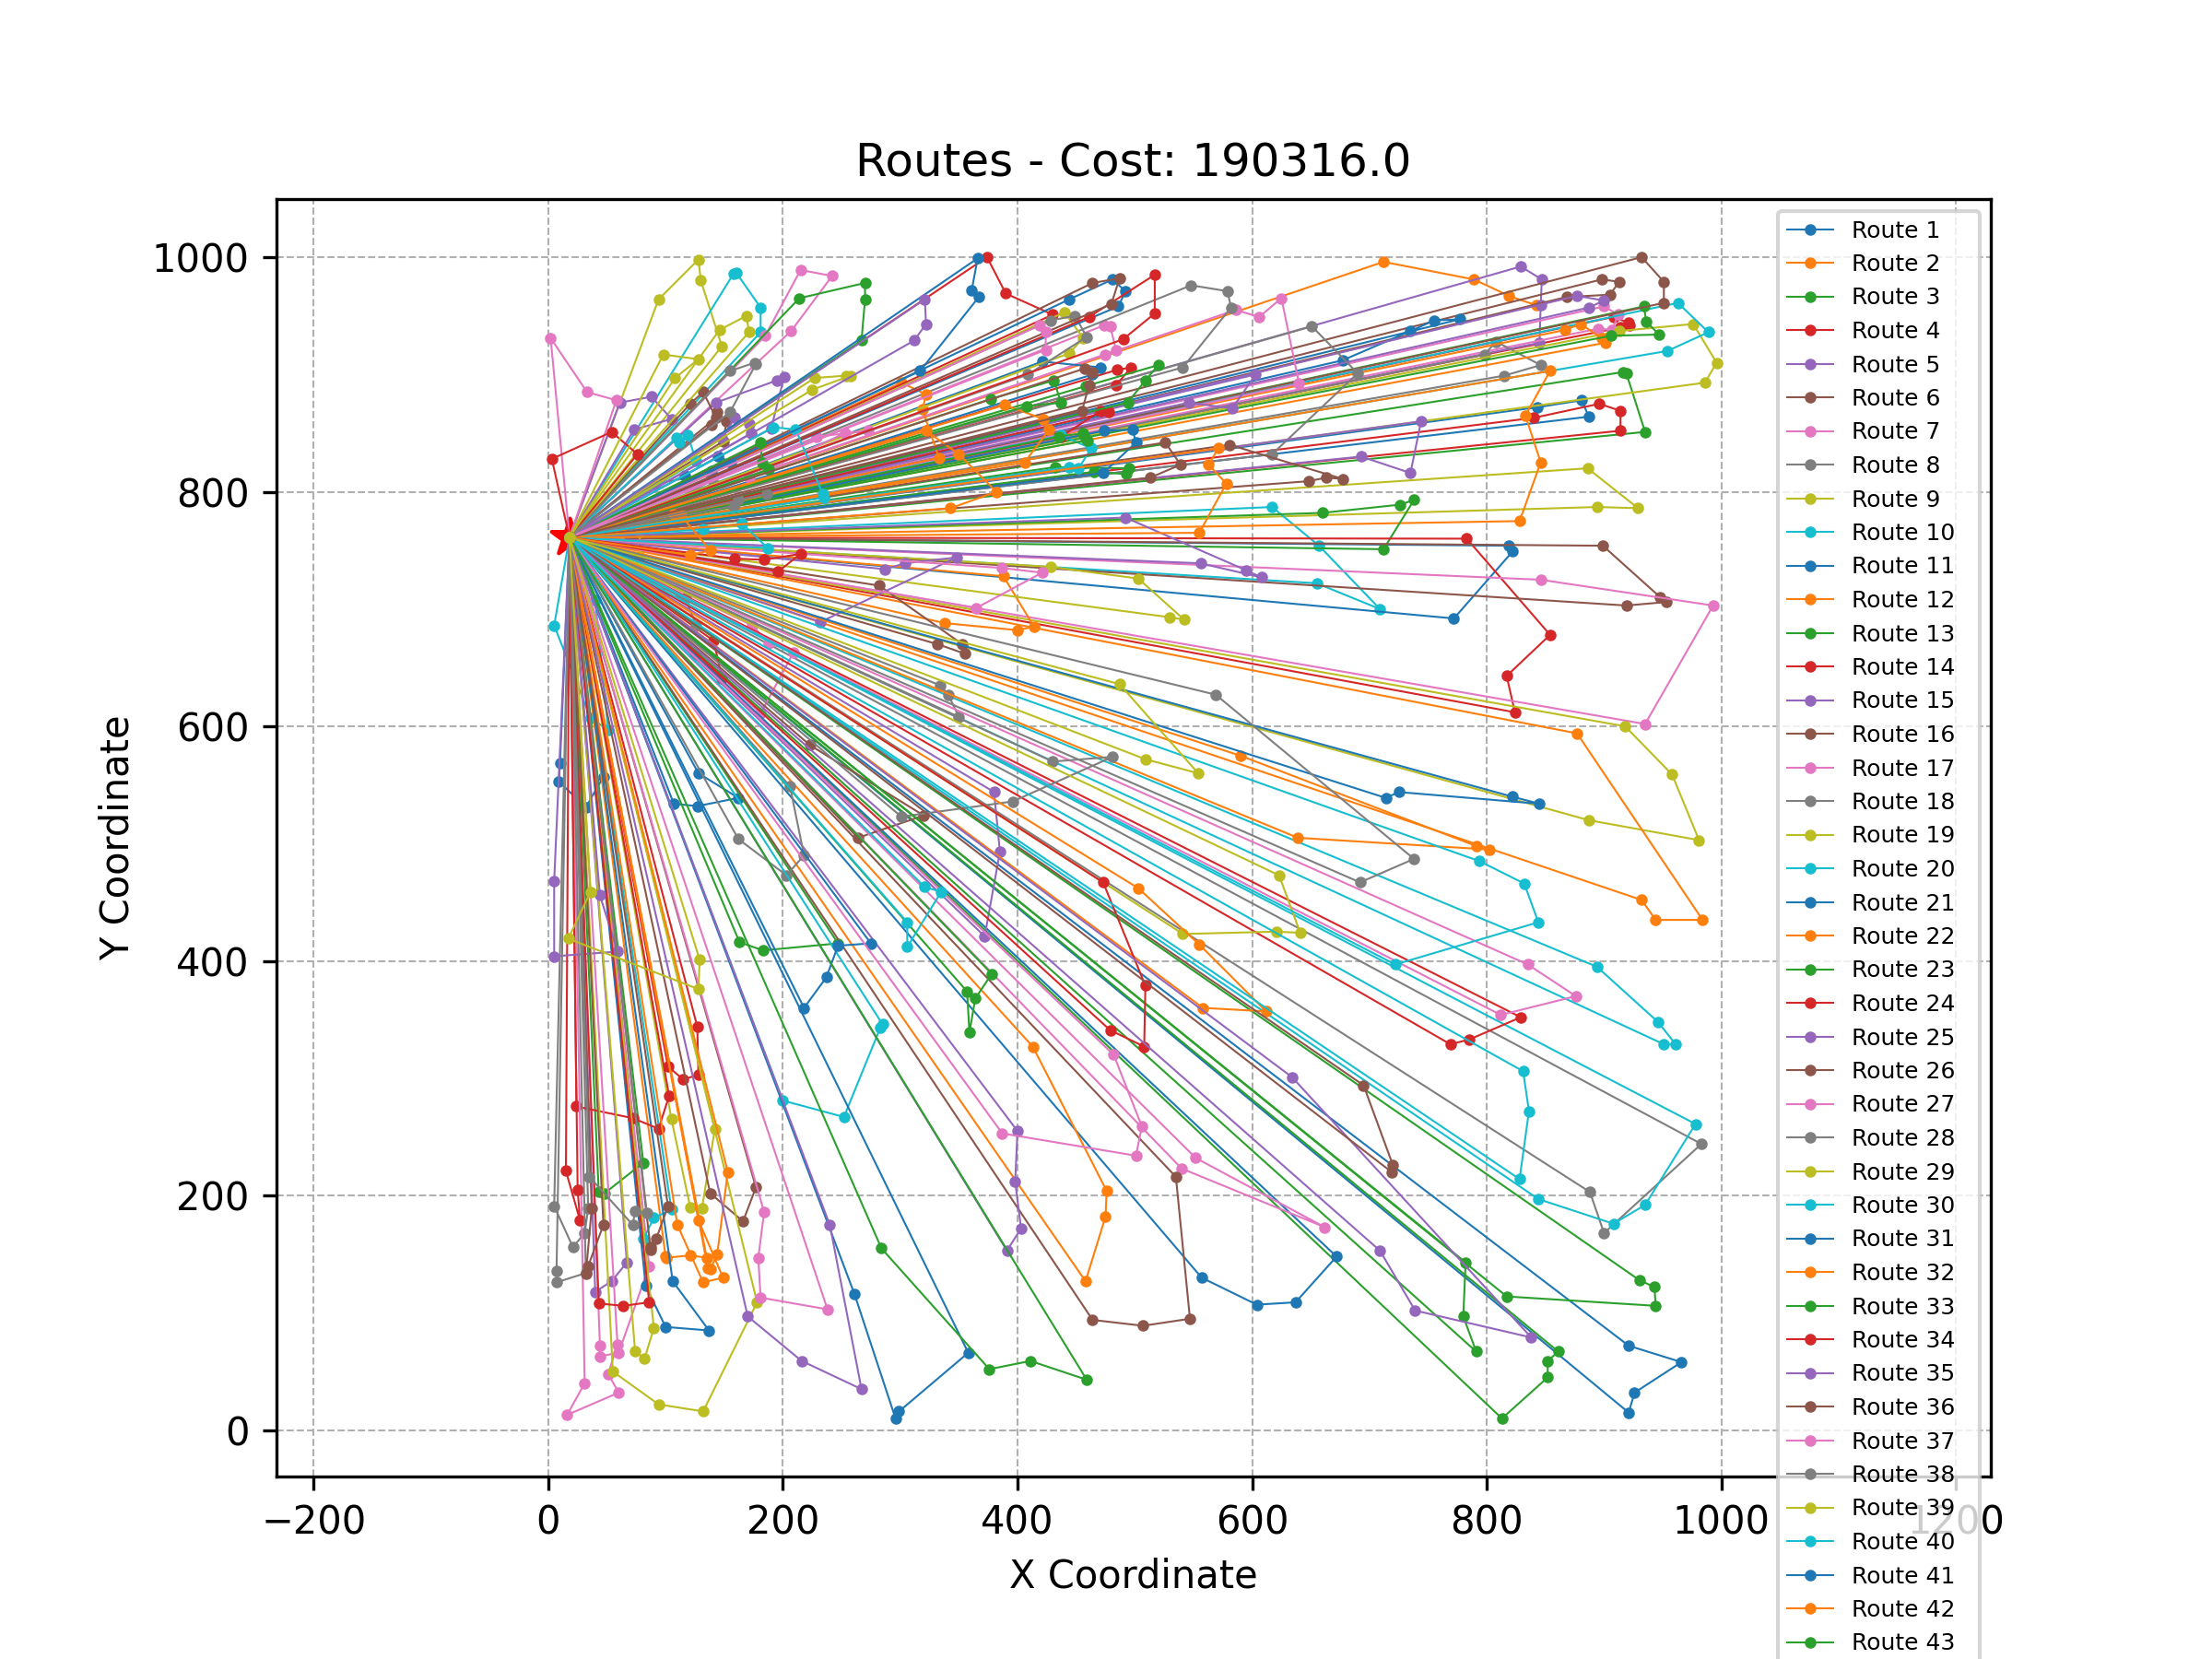 Routes - Cost: 190316.0
Y Coordinate
1000
800
600
400
200
0
−200
0
200
400
600
800
1000
1200
X Coordinate
Route 1
Route 2
Route 3
Route 4
Route 5
Route 6
Route 7
Route 8
Route 9
Route 10
Route 11
Route 12
Route 13
Route 14
Route 15
Route 16
Route 17
Route 18
Route 19
Route 20
Route 21
Route 22
Route 23
Route 24
Route 25
Route 26
Route 27
Route 28
Route 29
Route 30
Route 31
Route 32
Route 33
Route 34
Route 35
Route 36
Route 37
Route 38
Route 39
Route 40
Route 41
Route 42
Route 43